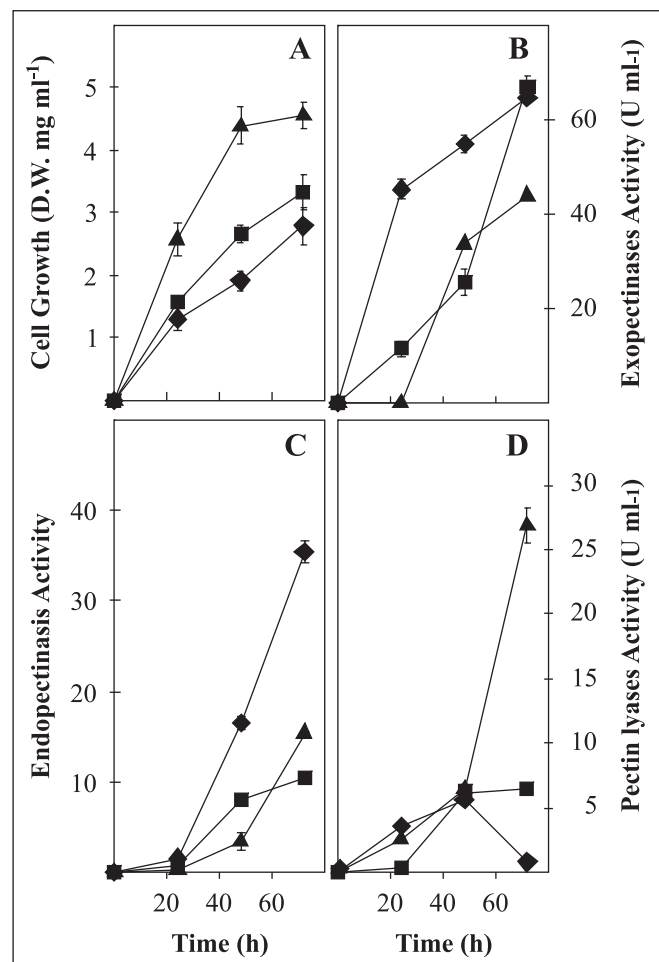 A
B
Cell Growth (D.W. mg ml-1)
5
4
3
2
1
Exopectinases Activity (U ml-1)
60
40
20
C
D
Endopectinasis Activity
40
30
20
10
Pectin lyases Activity (U ml-1)
30
25
20
15
10
5
20 40 60
20 40 60
Time (h)
Time (h)